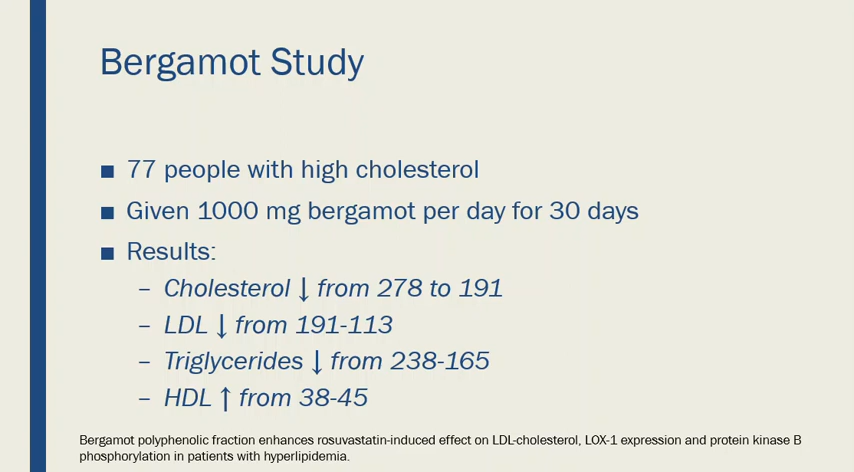 Bergamot Study
■ 77 people with high cholesterol
■ Given 1000 mg bergamot per day for 30 days
■ Results:
– Cholesterol ↓ from 278 to 191
– LDL ↓ from 191-113
– Triglycerides ↓ from 238-165
– HDL ↑ from 38-45
Bergamot polyphenolic fraction enhances rosuvastatin-induced effect on LDL-cholesterol, LOX-1 expression and protein kinase B
phosphorylation in patients with hyperlipidemia.